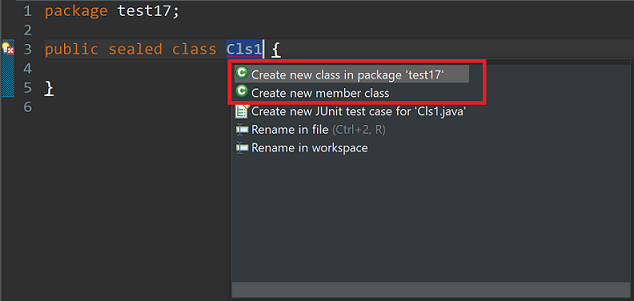 1 package test17;
2
3 public sealed class Cls1 {
4
5 }
6
Create new class in package 'test17'
Create new member class
Create new JUnit test case for 'Cls1.java'
Rename in file (Ctrl+2, R)
Rename in workspace